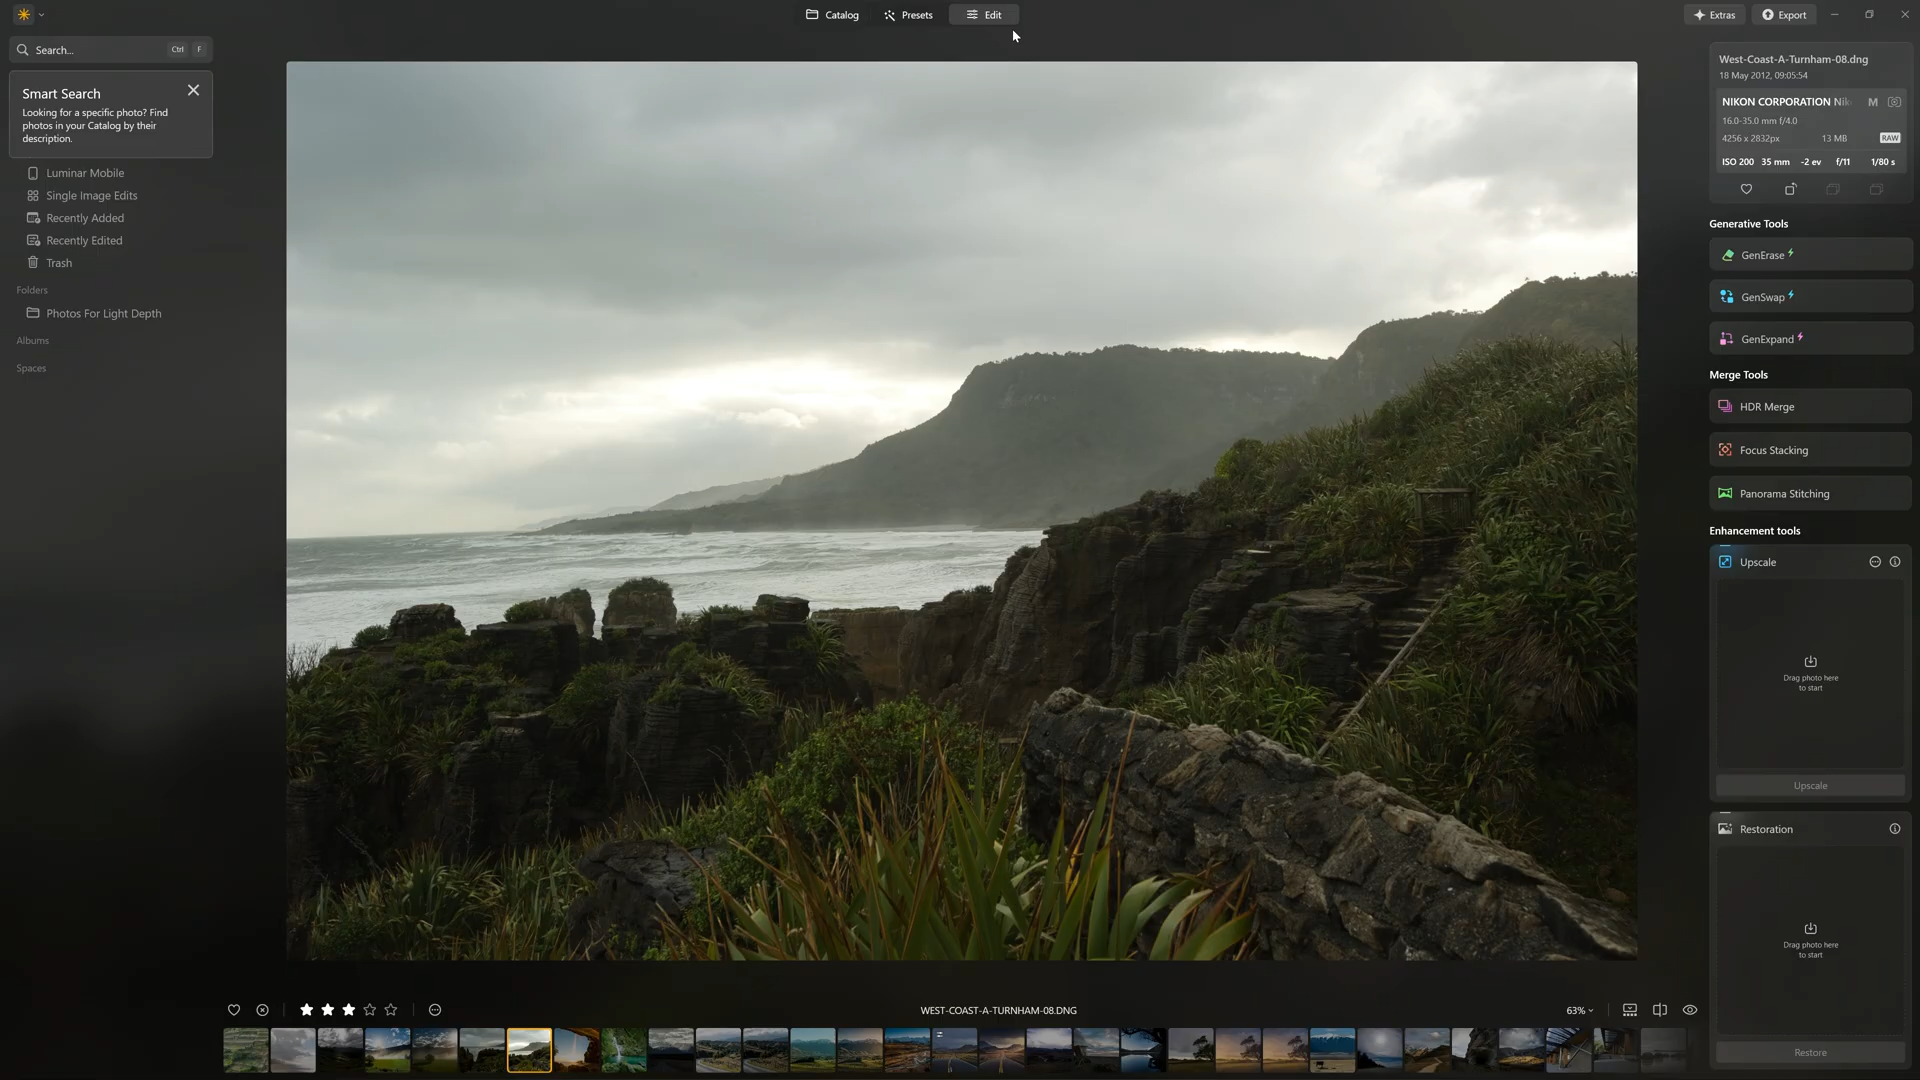 Catalog
Presets
Edit
Extras
Export
Search...
Ctrl
F
Smart Search
Looking for a specific photo? Find
photos in your Catalog by their
description.
Luminar Mobile
Single Image Edits
Recently Added
Recently Edited
Trash
Folders
Photos For Light Depth
Albums
Spaces
West-Coast-A-Turnham-08.dng
18 May 2012, 09:05:54
NIKON CORPORATION Nik
M
16.0-35.0 mm f/4.0
4256 x 2832px
13 MB
RAW
ISO 200
35 mm
-2 ev
f/11
1/80 s
Generative Tools
GenErase
GenSwap
GenExpand
Merge Tools
HDR Merge
Focus Stacking
Panorama Stitching
Enhancement tools
Upscale
Drag photo here
to start
Upscale
Restoration
Drag photo here
to start
Restore
WEST-COAST-A-TURNHAM-08.DNG
63%